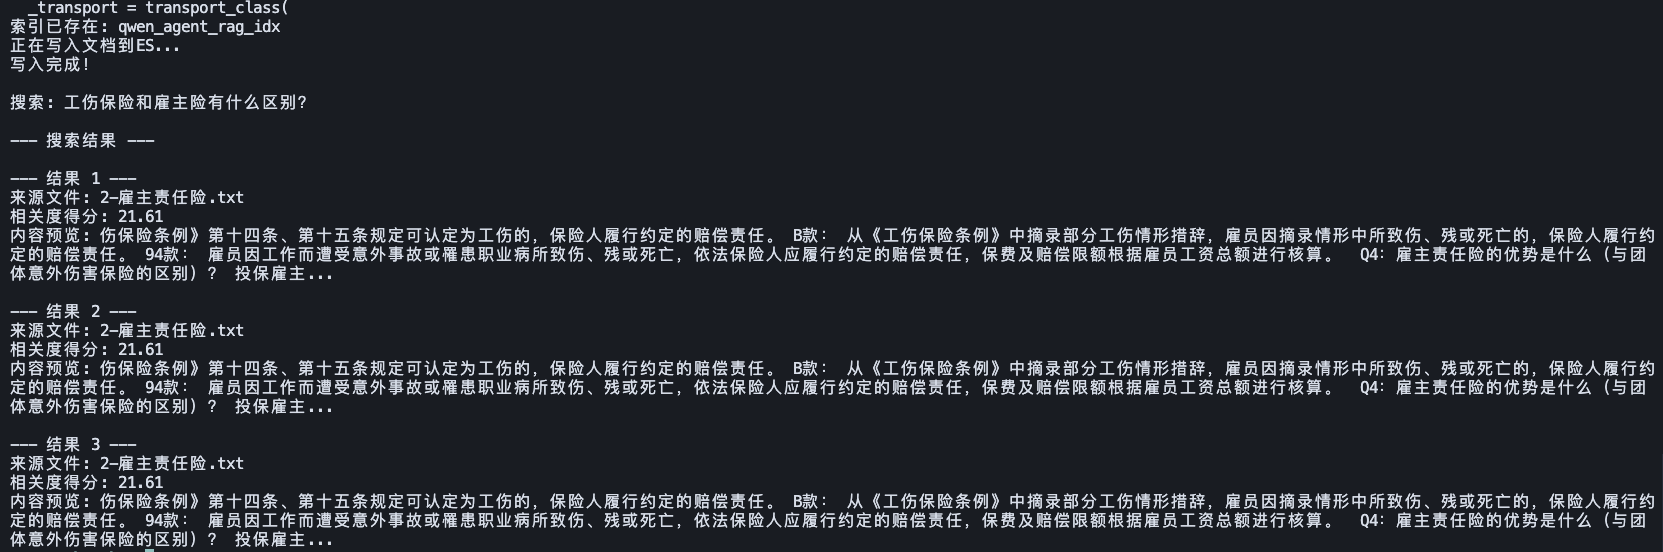 _transport = transport_class(
索引已存在: qwen_agent_rag_idx
正在写入文档到ES...
写入完成!
搜索: 工伤保险和雇主险有什么区别?
--- 搜索结果 ---
--- 结果 1 ---
来源文件: 2-雇主责任险.txt
相关度得分: 21.61
内容预览: 伤保险条例》第十四条、第十五条规定可认定为工伤的，保险人履行约定的赔偿责任。 B款： 从《工伤保险条例》中摘录部分工伤情形措辞，雇员因摘录情形中所致伤、残或死亡的，保险人履行约
定的赔偿责任。 94款： 雇员因工作而遭受意外事故或罹患职业病所致伤、残或死亡，依法保险人应履行约定的赔偿责任，保费及赔偿限额根据雇员工资总额进行核算。  Q4: 雇主责任险的优势是什么（与团
体意外伤害保险的区别）？ 投保雇主...
--- 结果 2 ---
来源文件: 2-雇主责任险.txt
相关度得分: 21.61
内容预览: 伤保险条例》第十四条、第十五条规定可认定为工伤的，保险人履行约定的赔偿责任。 B款： 从《工伤保险条例》中摘录部分工伤情形措辞，雇员因摘录情形中所致伤、残或死亡的，保险人履行约
定的赔偿责任。 94款： 雇员因工作而遭受意外事故或罹患职业病所致伤、残或死亡，依法保险人应履行约定的赔偿责任，保费及赔偿限额根据雇员工资总额进行核算。  Q4: 雇主责任险的优势是什么（与团
体意外伤害保险的区别）？ 投保雇主...
--- 结果 3 ---
来源文件: 2-雇主责任险.txt
相关度得分: 21.61
内容预览: 伤保险条例》第十四条、第十五条规定可认定为工伤的，保险人履行约定的赔偿责任。 B款： 从《工伤保险条例》中摘录部分工伤情形措辞，雇员因摘录情形中所致伤、残或死亡的，保险人履行约
定的赔偿责任。 94款： 雇员因工作而遭受意外事故或罹患职业病所致伤、残或死亡，依法保险人应履行约定的赔偿责任，保费及赔偿限额根据雇员工资总额进行核算。  Q4: 雇主责任险的优势是什么（与团
体意外伤害保险的区别）？ 投保雇主...